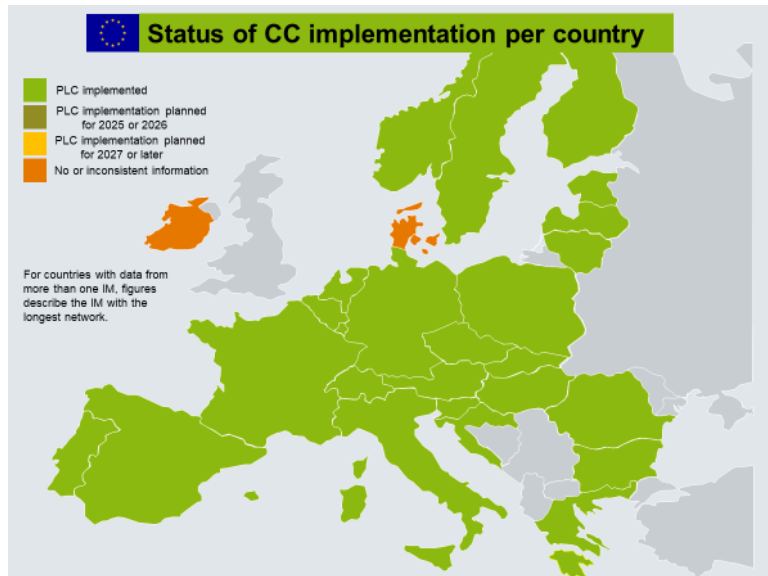 Status of CC implementation per country
PLC implemented
PLC implementation planned
for 2025 or 2026
PLC implementation planned
for 2027 or later
No or inconsistent information
For countries with data from
more than one IM, figures
describe the IM with the
longest network.